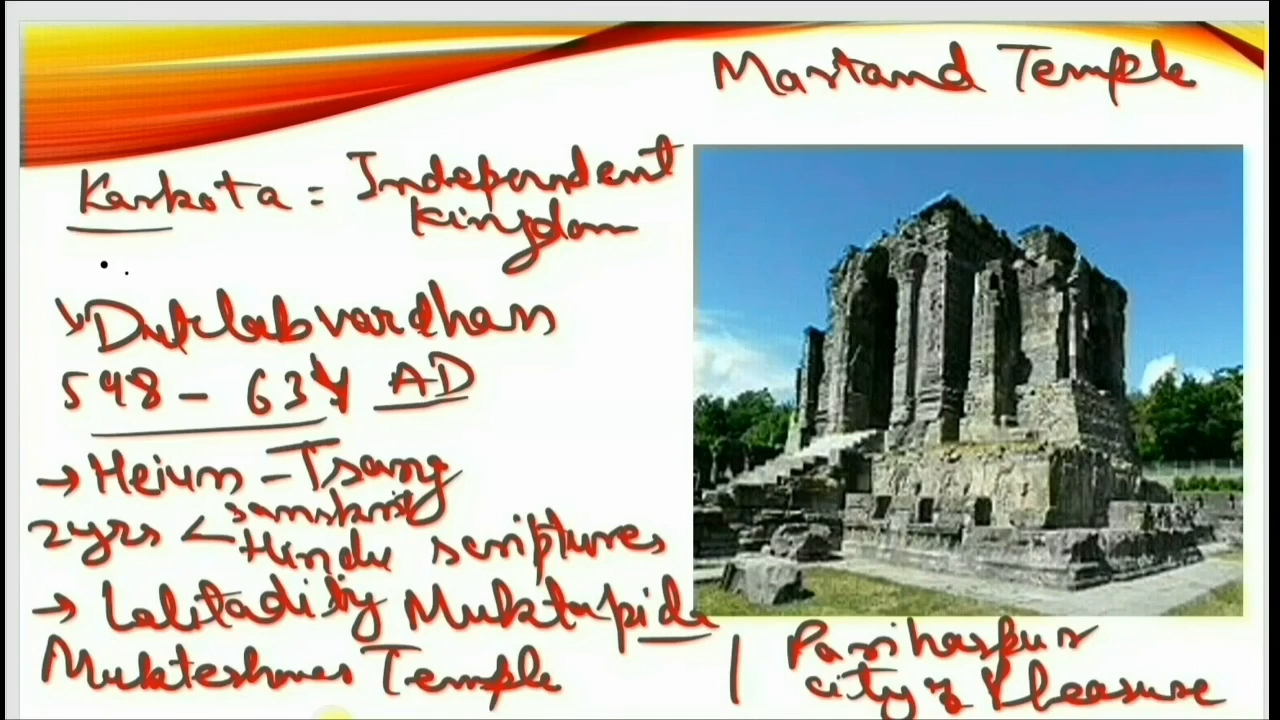 Martand Temple
Karkota = Independent
Kingdom
Durlabvardhan
598 - 634 AD
→ Heiun - Tsang
2yrs < sanskrit
Hindu scriptures
→ Lalitaditya Muktapida
Mukteshwar Temple
Parihaspur
city of Pleasure